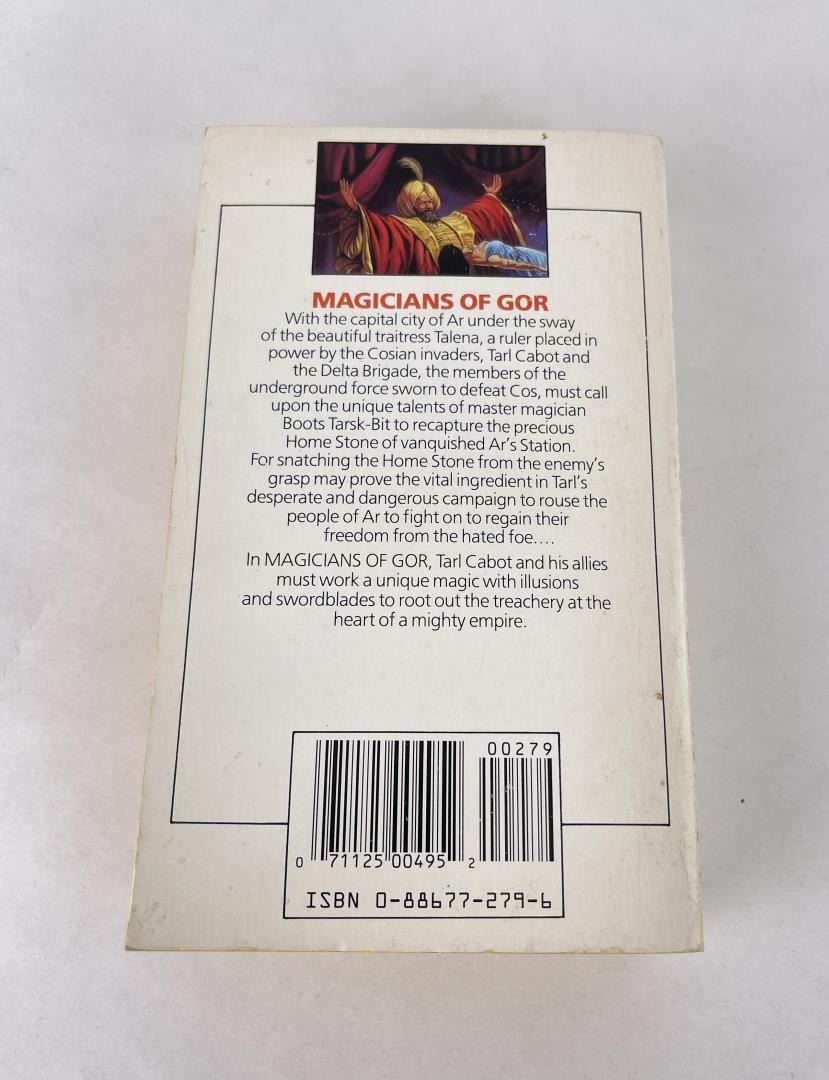 MAGICIANS OF GOR
With the capital city of Ar under the sway
of the beautiful traitress Talena, a ruler placed in
power by the Cosian invaders, Tarl Cabot and
the Delta Brigade, the members of the
underground force sworn to defeat Cos, must call
upon the unique talents of master magician
Boots Tarsk-Bit to recapture the precious
Home Stone of vanquished Ar's Station.
For snatching the Home Stone from the enemy's
grasp may prove the vital ingredient in Tarl's
desperate and dangerous campaign to rouse the
people of Ar to fight on to regain their
freedom from the hated foe....
In MAGICIANS OF GOR, Tarl Cabot and his allies
must work a unique magic with illusions
and swordblades to root out the treachery at the
heart of a mighty empire.
00279
0 71125 00495 2
ISBN 0-88677-279-6